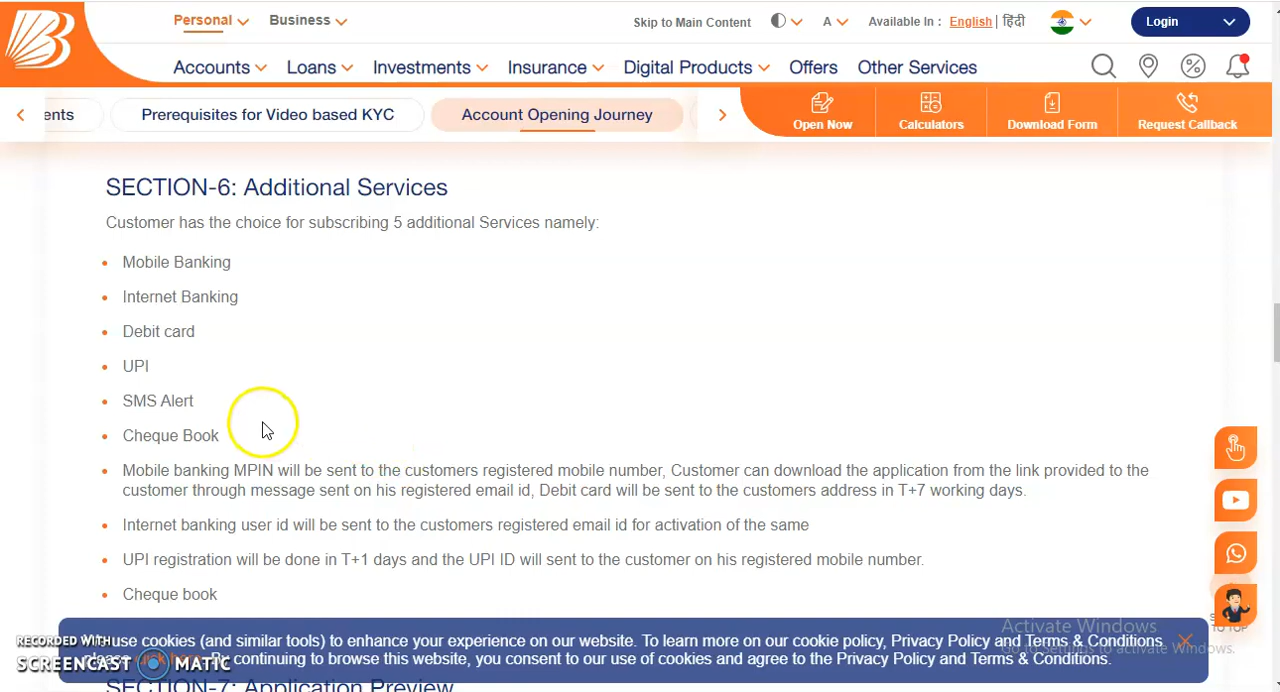 Personal Business Skip to Main Content A Available In : English | हिंदी Login
Accounts Loans Investments Insurance Digital Products Offers Other Services
ents Prerequisites for Video based KYC Account Opening Journey Open Now Calculators Download Form Request Callback
SECTION-6: Additional Services
Customer has the choice for subscribing 5 additional Services namely:
Mobile Banking
Internet Banking
Debit card
UPI
SMS Alert
Cheque Book
Mobile banking MPIN will be sent to the customers registered mobile number, Customer can download the application from the link provided to the
customer through message sent on his registered email id, Debit card will be sent to the customers address in T+7 working days.
Internet banking user id will be sent to the customers registered email id for activation of the same
UPI registration will be done in T+1 days and the UPI ID will sent to the customer on his registered mobile number.
Cheque book
TO TOP
Activate Windows
Go to Settings to activate Windows.
use cookies (and similar tools) to enhance your experience on our website. To learn more on our cookie policy, Privacy Policy and Terms & Conditions
By continuing to browse this website, you consent to our use of cookies and agree to the Privacy Policy and Terms & Conditions.
RECORDED WITH
SCREENCAST MATIC
SECTION-7: Application Preview